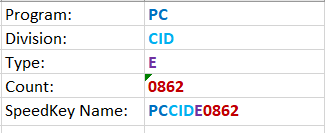 Program: PC
Division: CID
Type: E
Count: 0862
SpeedKey Name: PCCIDE0862